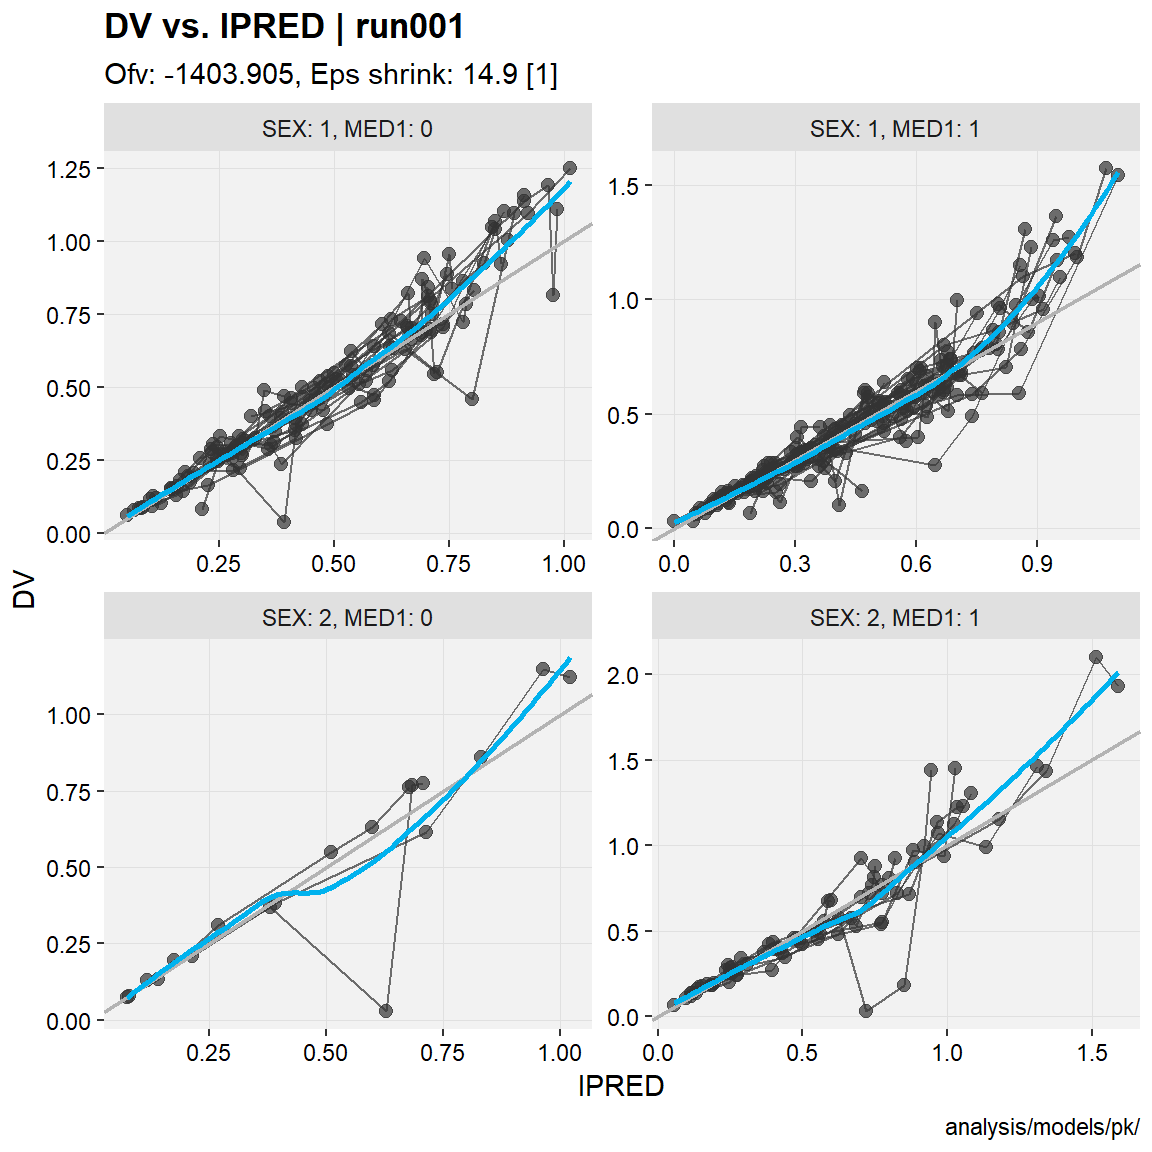 DV vs. IPRED | run001
Ofv: -1403.905, Eps shrink: 14.9 [1]
SEX: 1, MED1: 0
SEX: 1, MED1: 1
1.25
1.00
0.75
0.50
0.25
0.00
1.5
1.0
0.5
0.0
0.25 0.50 0.75 1.00
0.0 0.3 0.6 0.9
DV
SEX: 2, MED1: 0
SEX: 2, MED1: 1
1.00
0.75
0.50
0.25
0.00
2.0
1.5
1.0
0.5
0.0
0.25 0.50 0.75 1.00
0.0 0.5 1.0 1.5
IPRED
analysis/models/pk/